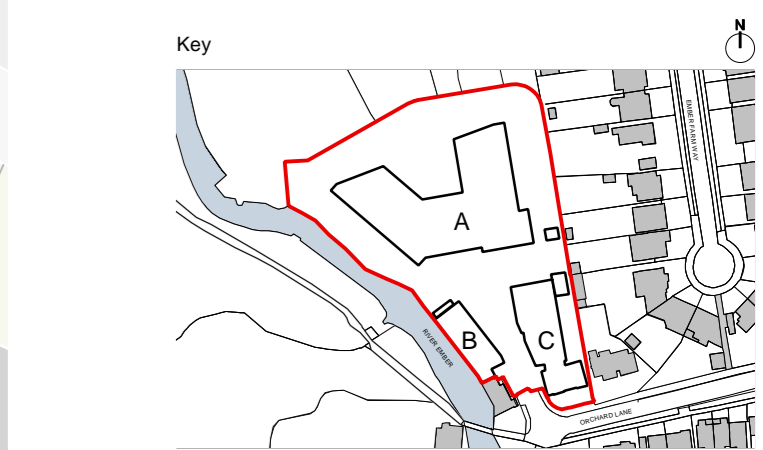 N
Key
EMBER FARM WAY
A
B
C
RIVER EMBER
ORCHARD LANE